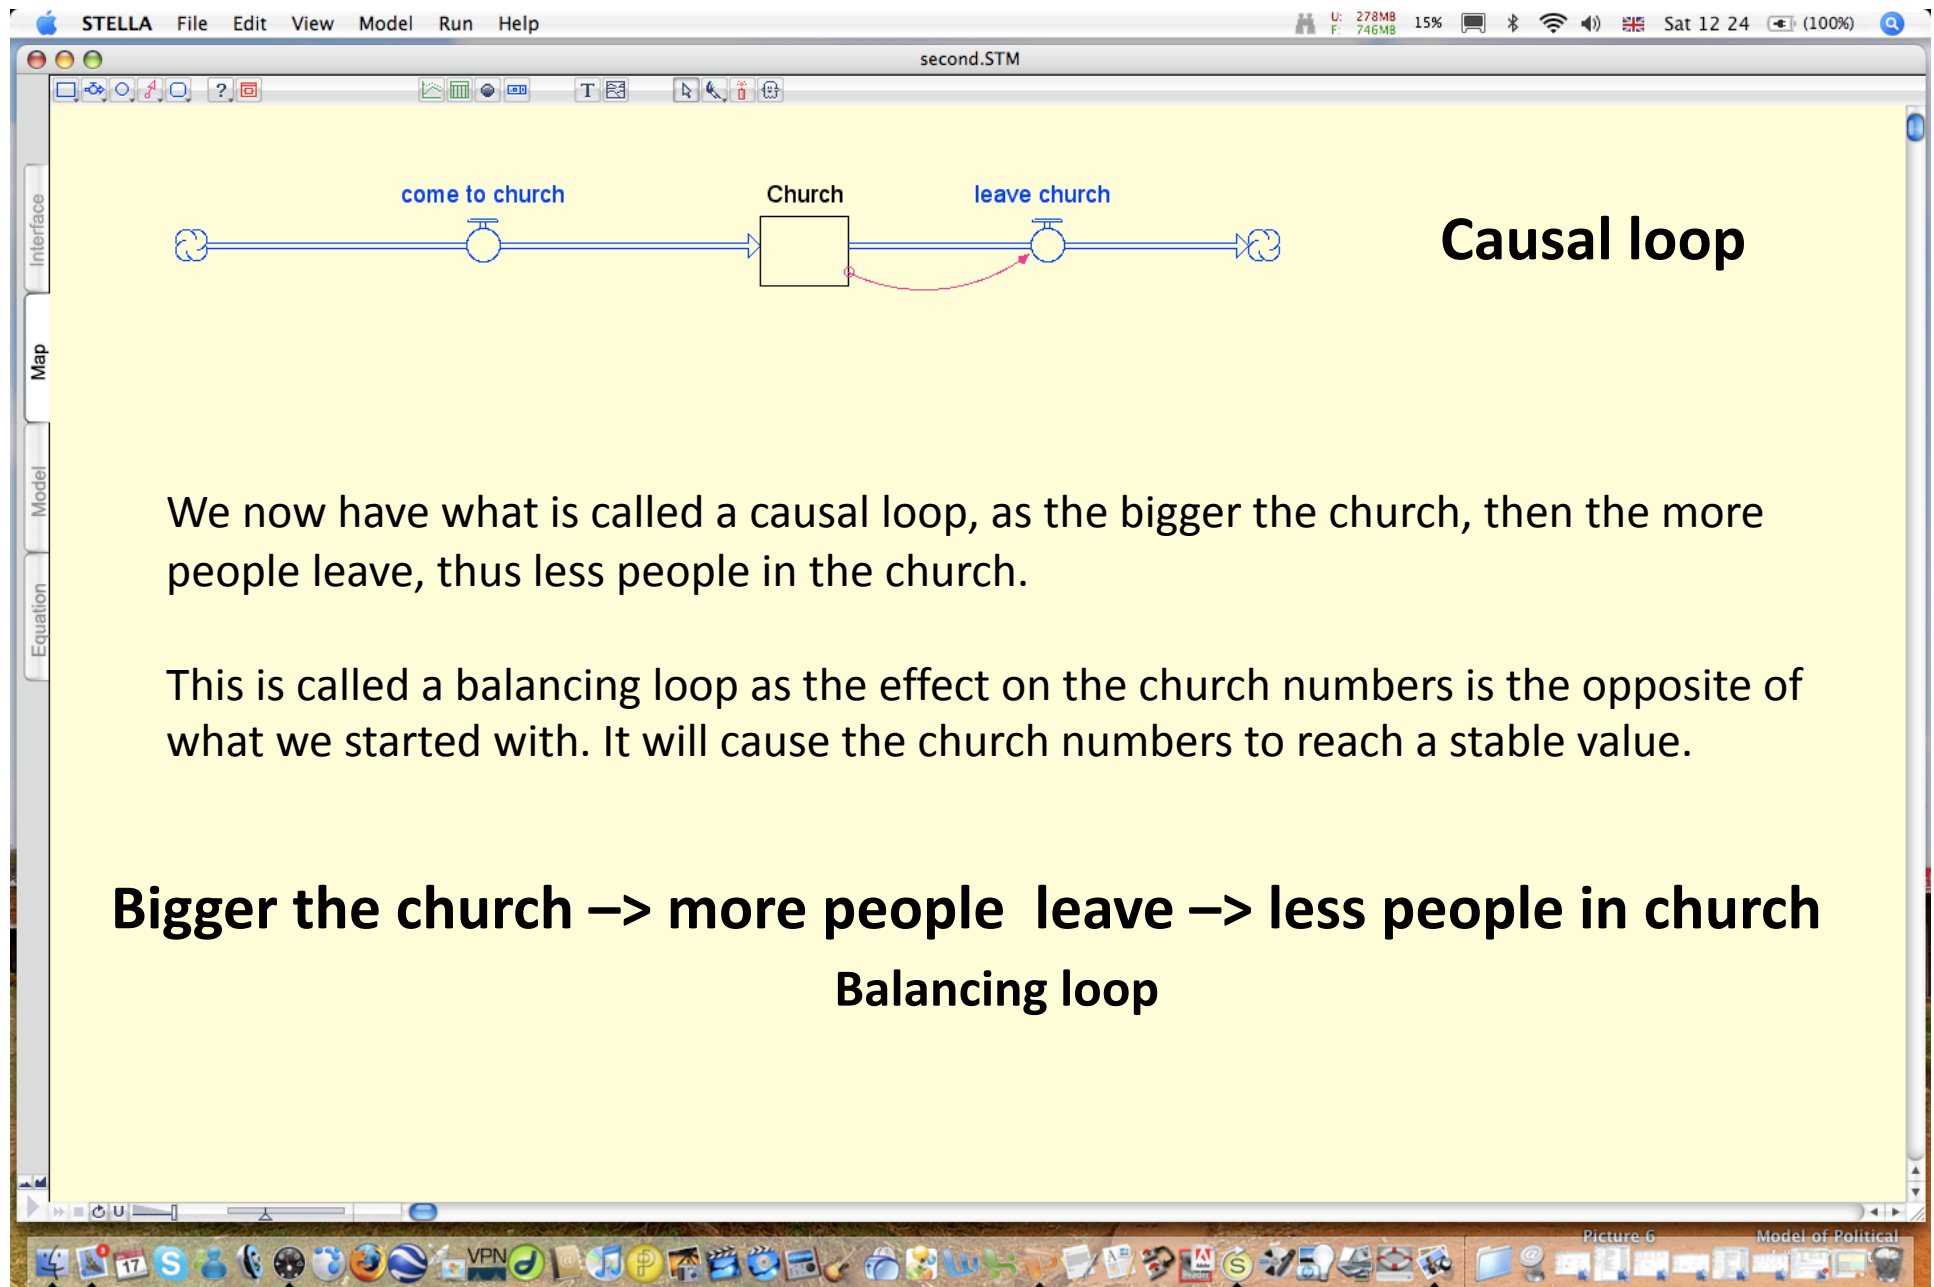 STELLA File Edit View Model Run Help U: 278MB 15% Sat 12 24 (100%)
F: 746MB
second.STM
T ?
come to church Church leave church
Causal loop
Interface
Map
Model
Equation
We now have what is called a causal loop, as the bigger the church, then the more
people leave, thus less people in the church.
This is called a balancing loop as the effect on the church numbers is the opposite of
what we started with. It will cause the church numbers to reach a stable value.
Bigger the church –> more people leave –> less people in church
Balancing loop
U
Picture 6 Model of Political
17 VPN